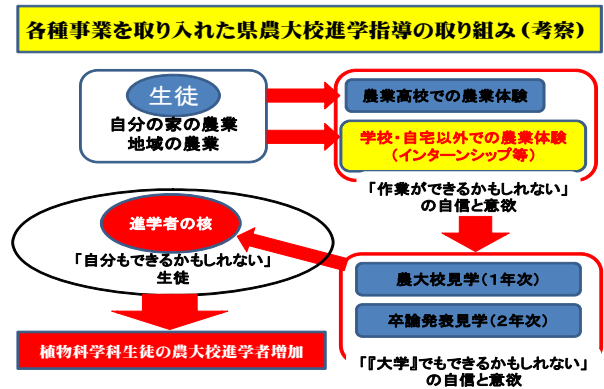 各種事業を取り入れた県農大校進学指導の取り組み（考察）
生徒
自分の家の農業
地域の農業
農業高校での農業体験
学校・自宅以外での農業体験
（インターンシップ等）
「作業ができるかもしれない」
の自信と意欲
農大校見学（１年次）
卒論発表見学（２年次）
「『大学』でもできるかもしれない」
の自信と意欲
進学者の核
「自分もできるかもしれない」
生徒
植物科学科生徒の農大校進学者増加